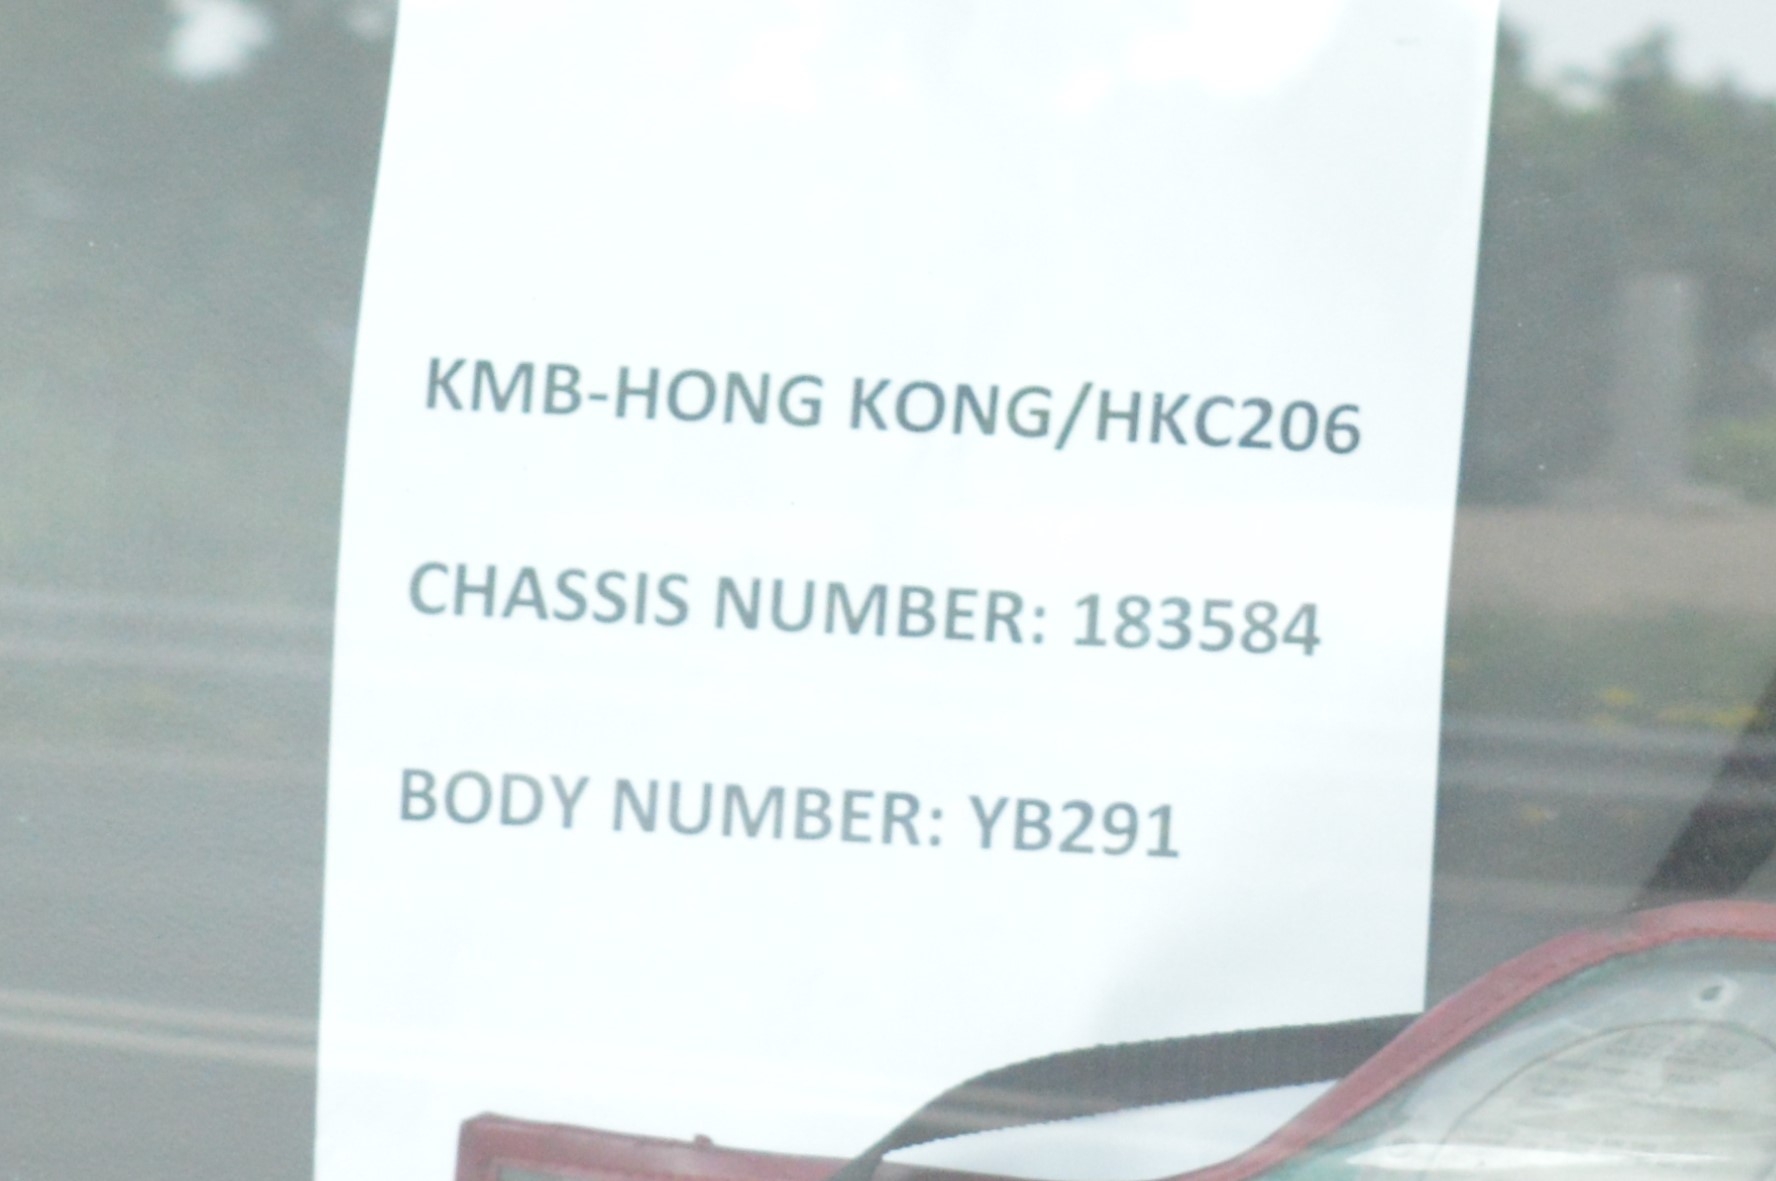 KMB-HONG KONG/HKC206
CHASSIS NUMBER: 183584
BODY NUMBER: YB291